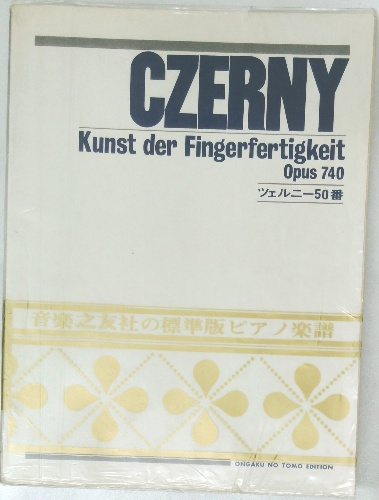 CZERNY
Kunst der Fingerfertigkeit
Opus 740
ツェルニー50番
音楽之友社の標準版ピアノ楽譜
ONGAKU NO TOMO EDITION